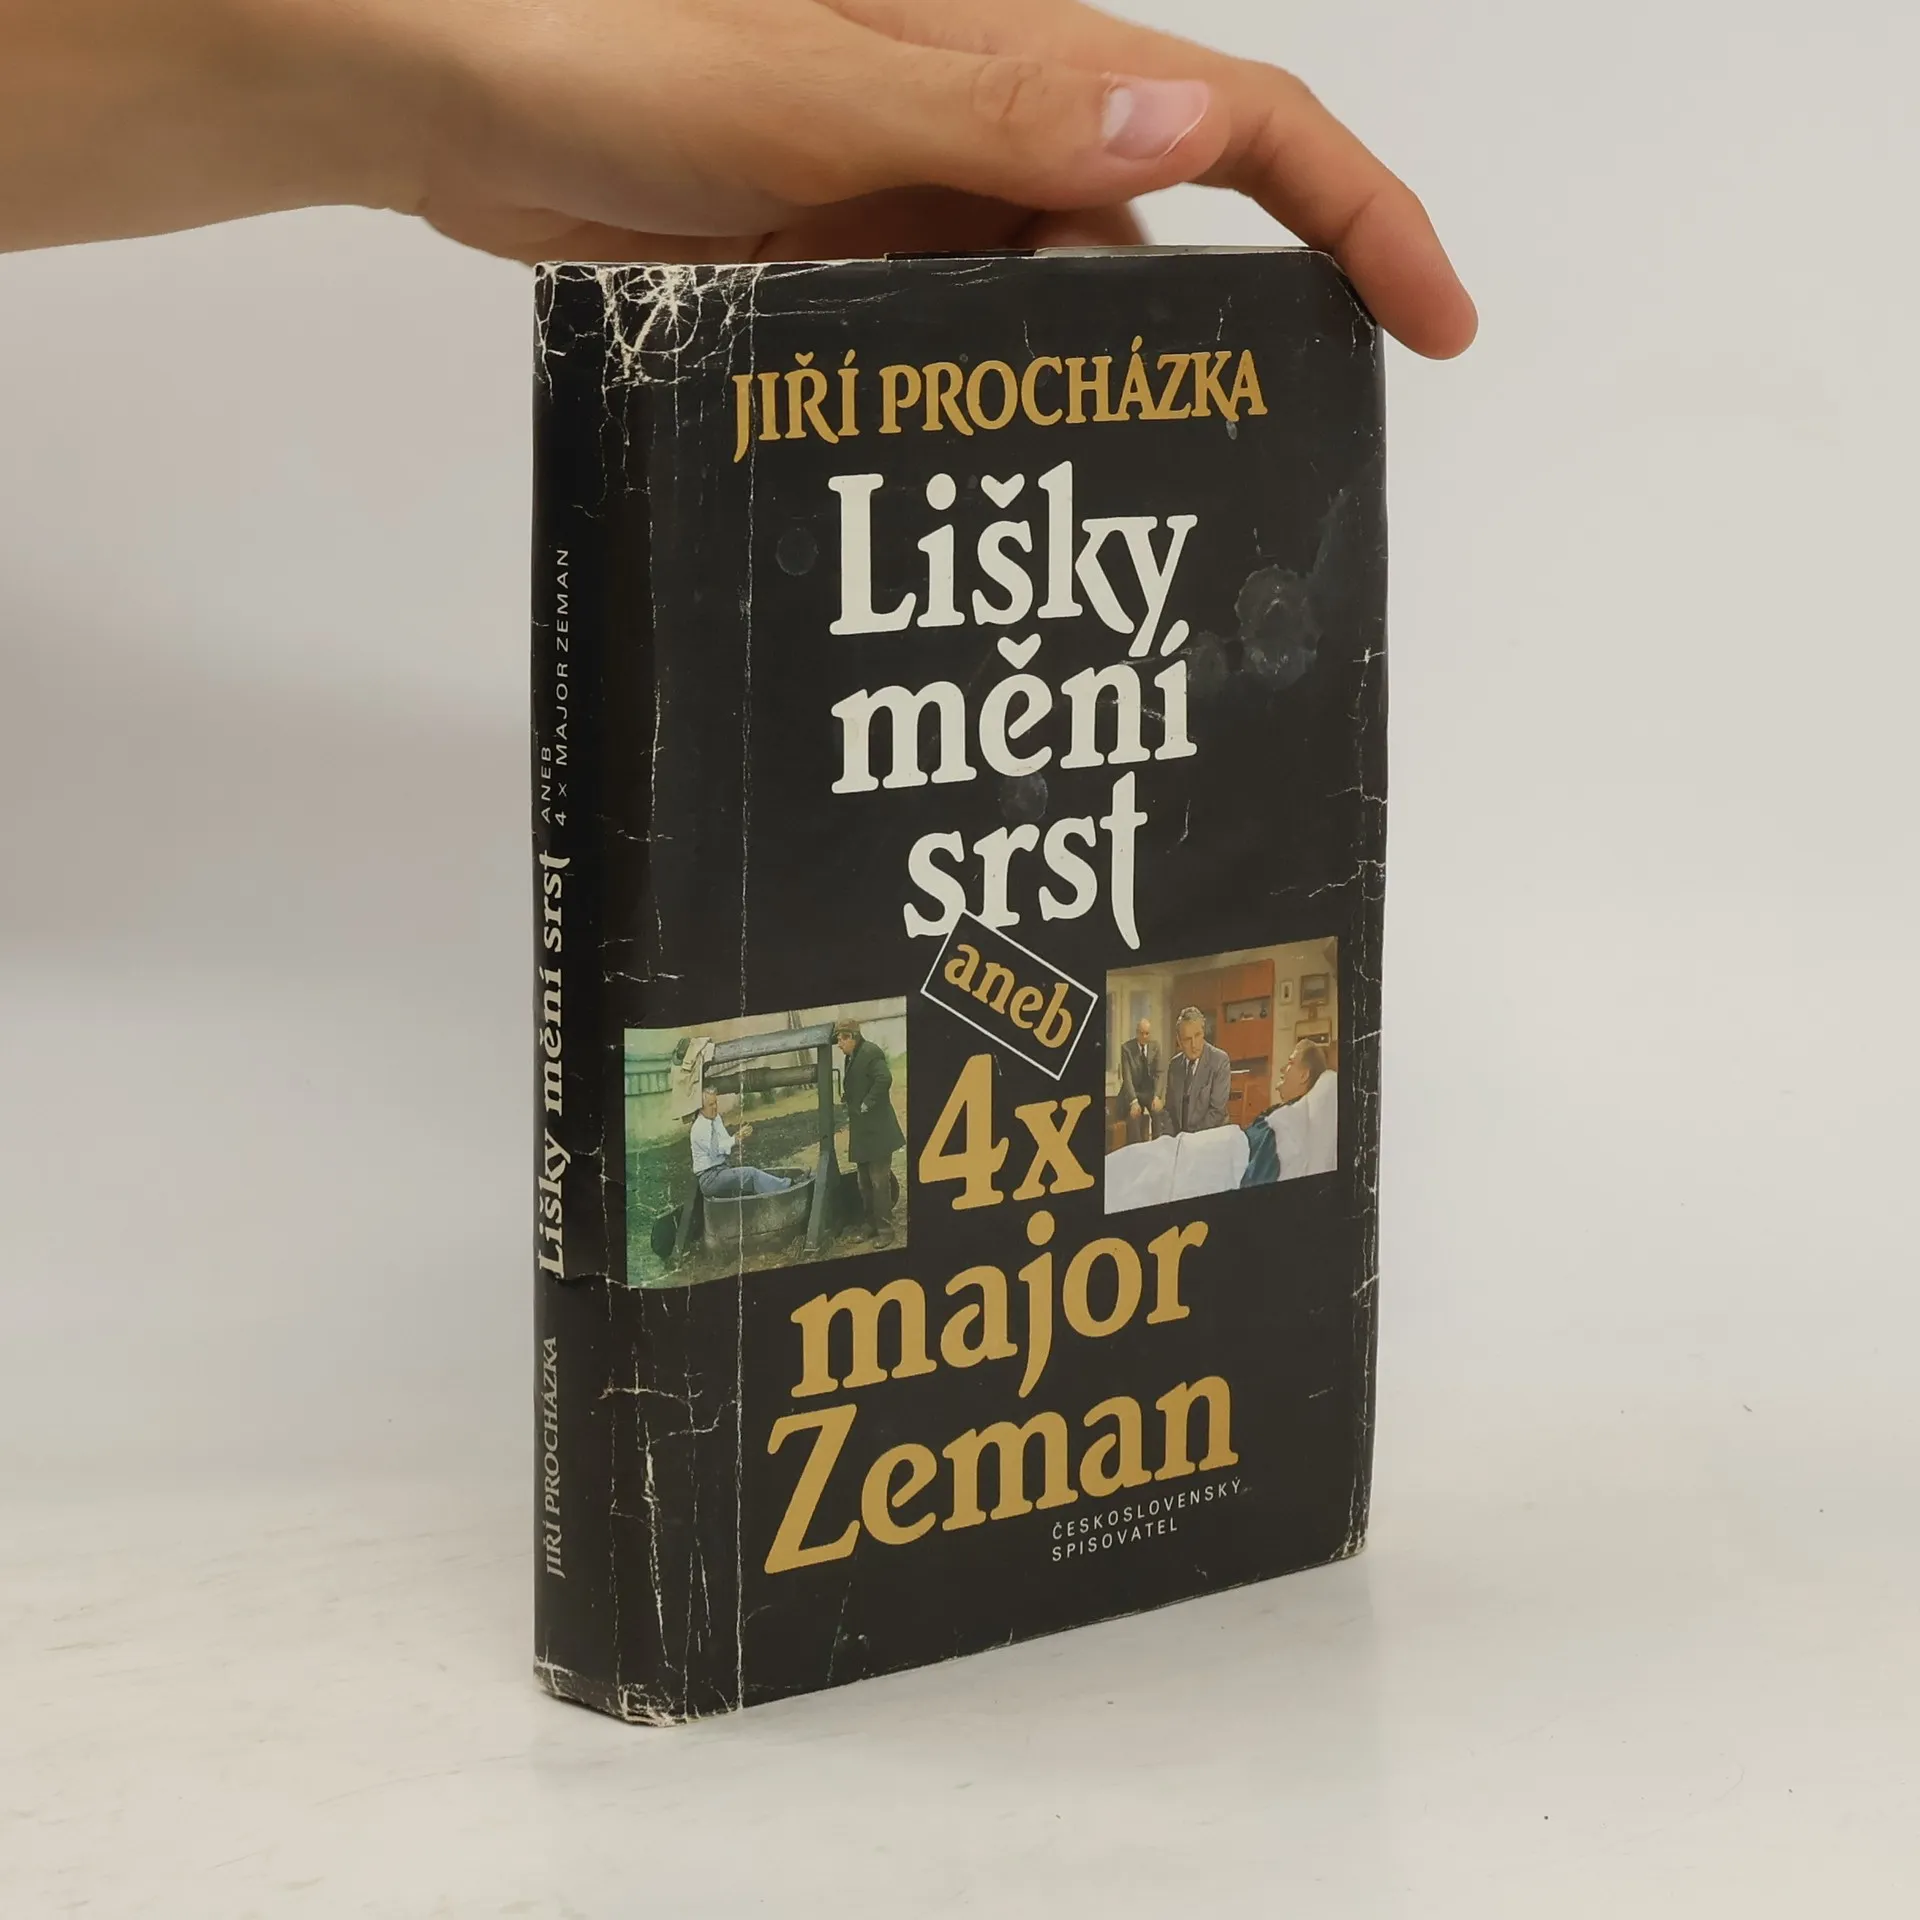 JIŘÍ PROCHÁZKA
Lišky
mění
srst
aneb
4x
major
Zeman
ČESKOSLOVENSKÝ
SPISOVATEL
JIŘÍ PROCHÁZKA
Lišky mění srst
ANEB
4 x MAJOR ZEMAN